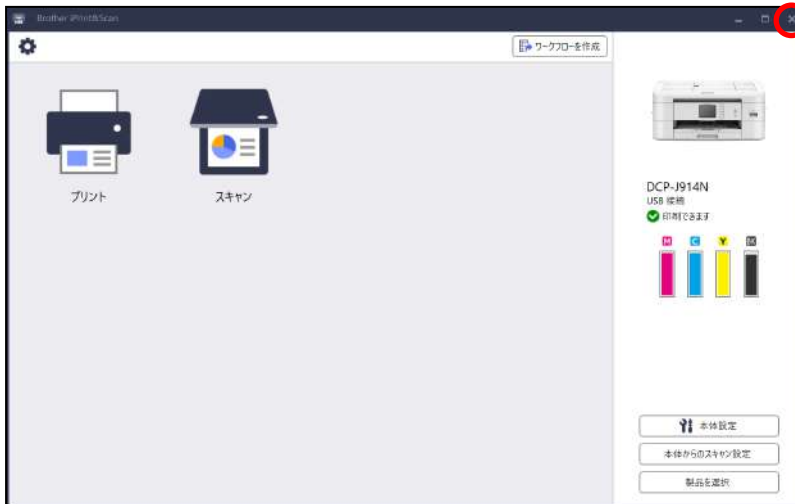 Brother iPrint&Scan
ワークフローを作成
プリント
スキャン
DCP-J914N
USB 接続
印刷できます
M C Y BK
本体設定
本体からのスキャン設定
製品を選択